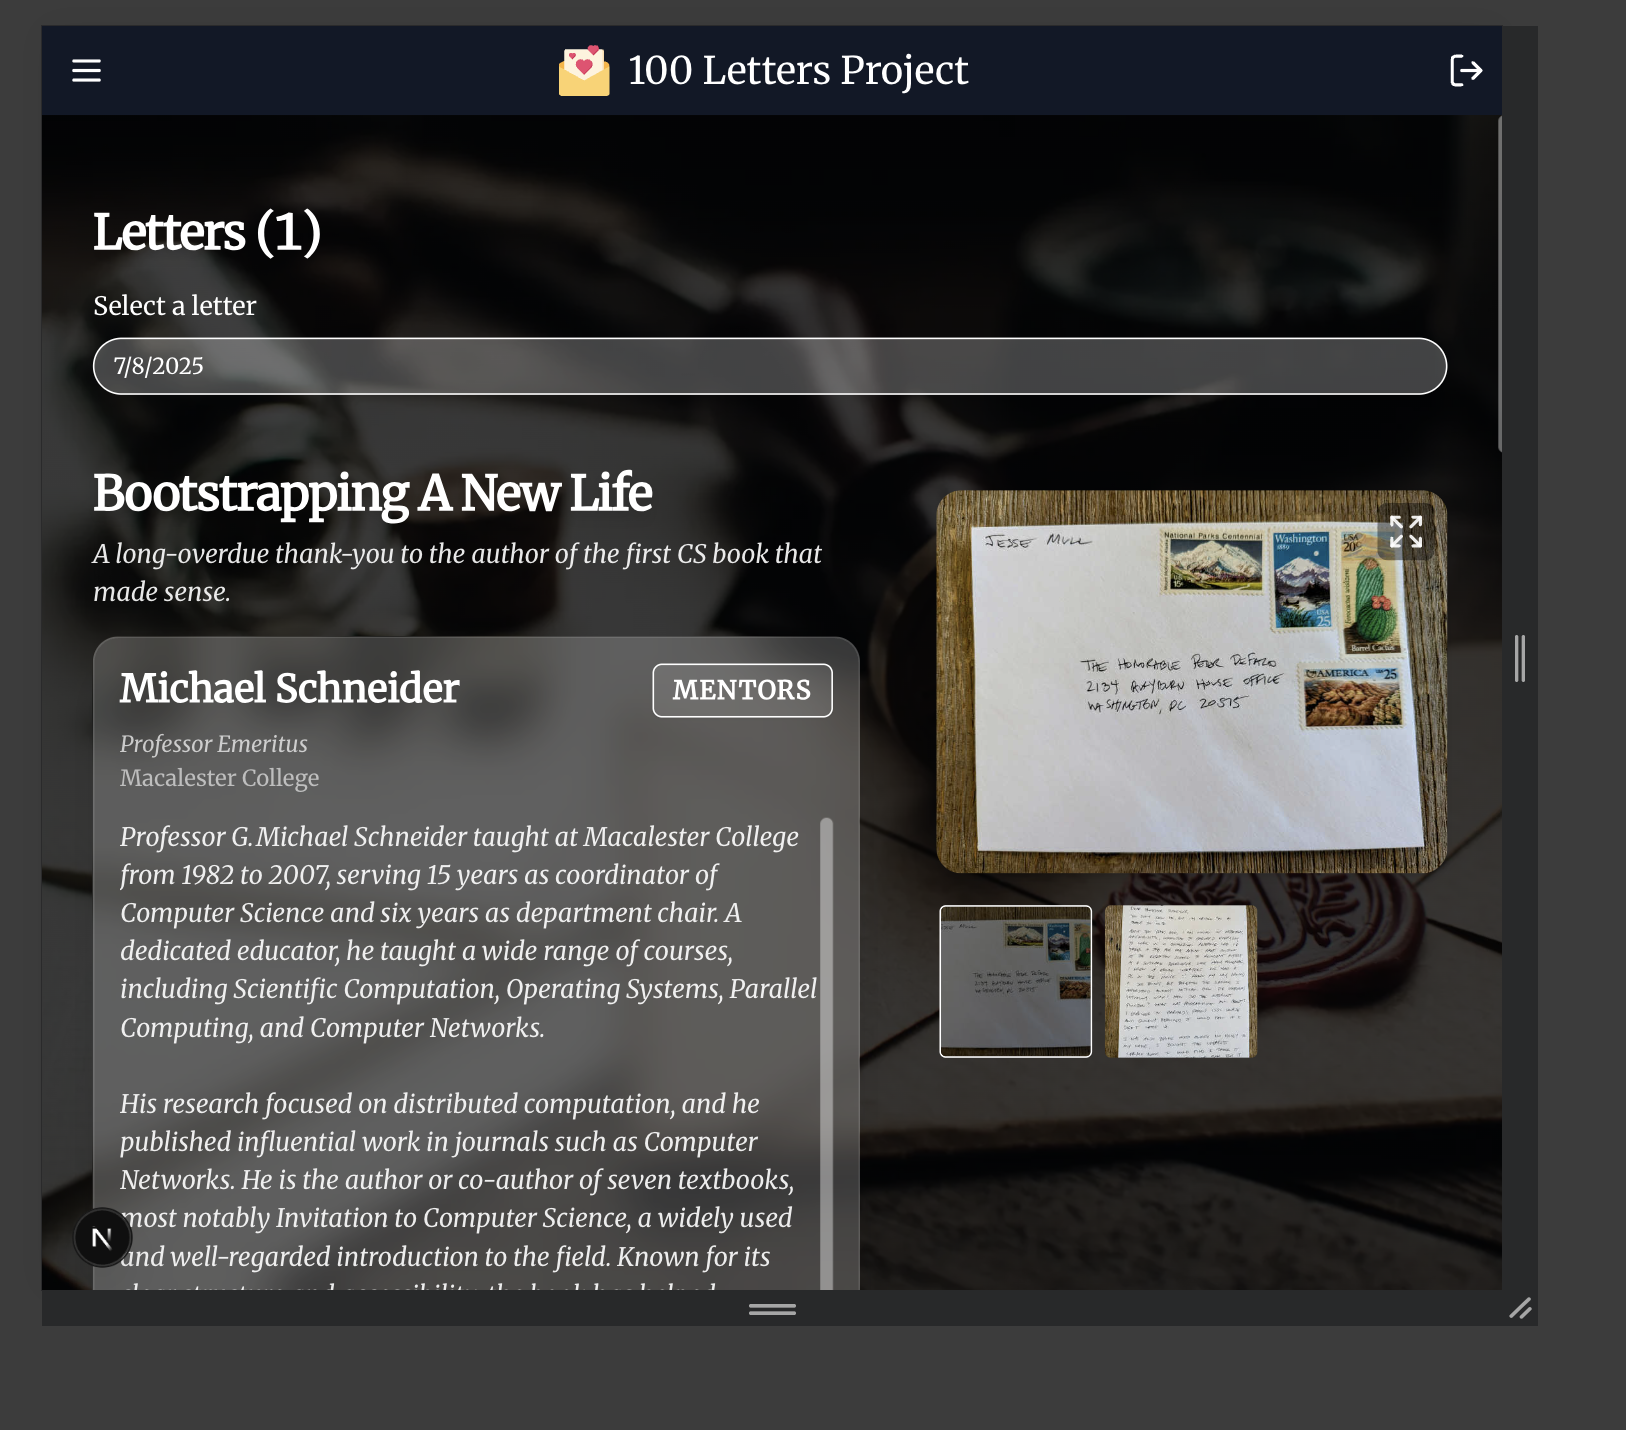 100 Letters Project
Letters (1)
Select a letter
7/8/2025
Bootstrapping A New Life
A long-overdue thank-you to the author of the first CS book that
made sense.
Michael Schneider
MENTORS
Professor Emeritus
Macalester College
Professor G.Michael Schneider taught at Macalester College
from 1982 to 2007, serving 15 years as coordinator of
Computer Science and six years as department chair. A
dedicated educator, he taught a wide range of courses,
including Scientific Computation, Operating Systems, Parallel
Computing, and Computer Networks.
His research focused on distributed computation, and he
published influential work in journals such as Computer
Networks. He is the author or co-author of seven textbooks,
most notably Invitation to Computer Science, a widely used
and well-regarded introduction to the field. Known for its
N
JESSE MULL
National Parks Centennial
15c
Washington
1889
USA
25
USA
20c
Barrel Cactus
AMERICA
25
THE HONORABLE PETER DEFAZIO
2134 RAYBURN HOUSE OFFICE
WASHINGTON, DC 20515